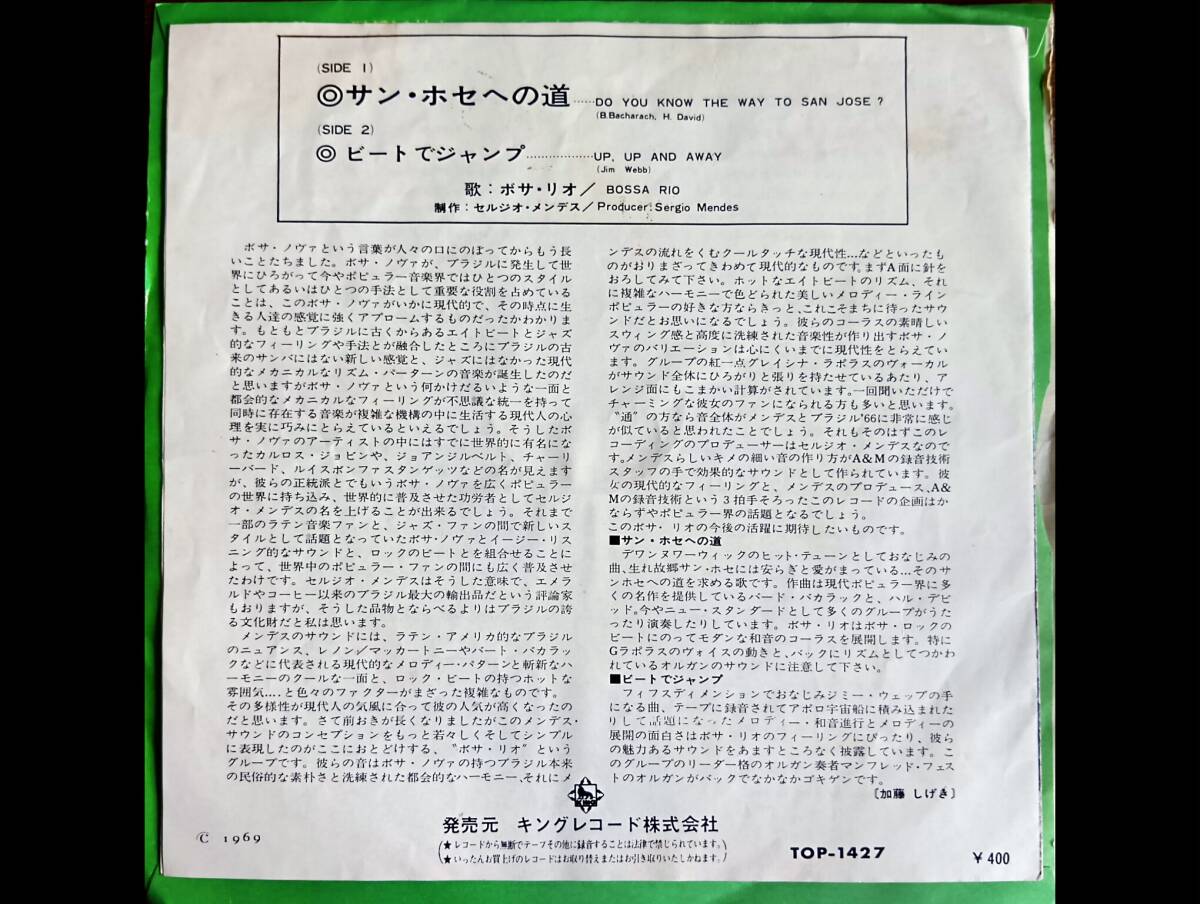 (SIDE 1)
◎サン・ホセへの道……DO YOU KNOW THE WAY TO SAN JOSE?
(B.Bacharach, H. David)
(SIDE 2)
◎ ビートでジャンプ………………UP, UP AND AWAY
(Jim Webb)
歌：ボサ・リオ／ BOSSA RIO
制作：セルジオ・メンデス／Producer: Sergio Mendes
ボサ・ノヴァという言葉が人々の口にのぼってからもう長
いことたちました。ボサ・ノヴァが、ブラジルに発生して世
界にひろがって今やポピュラー音楽界ではひとつのスタイル
としてあるいはひとつの手法として重要な役割を占めている
ことは、このボサ・ノヴァがいかに現代的で、その時点に生
きる人達の感覚に強くアプロームするものだったかわかりま
す。もともとブラジルに古くからあるエイトビートとジャズ
的なフィーリングや手法とが融合したところにブラジルの古
来のサンバにはない新しい感覚と、ジャズにはなかった現代
的なメカニカルなリズム・パーターンの音楽が誕生したのだ
と思いますがボサ・ノヴァという何かけだるいような一面と
都会的なメカニカルなフィーリングが不思議な統一を持って
同時に存在する音楽が複雑な機構の中に生活する現代人の心
理を実に巧みにとらえているといえるでしょう。そうしたボ
サ・ノヴァのアーティストの中にはすでに世界的に有名にな
ったカルロス・ジョビンや、ジョアンジルベルト、チャーリ
ーバード、ルイスボンファスタンゲッツなどの名が見えます
が、彼らの正統派とでもいうボサ・ノヴァを広くポピュラー
の世界に持ち込み、世界的に普及させた功労者としてセルジ
オ・メンデスの名を上げることが出来るでしょう。それまで
一部のラテン音楽ファンと、ジャズ・ファンの間で新しいス
タイルとして話題となっていたボサ・ノヴァとイージー・リス
ニング的なサウンドと、ロックのビートとを組合せることに
よって、世界中のポピュラー・ファンの間にも広く普及させ
たわけです。セルジオ・メンデスはそうした意味で、エメラ
ルドやコーヒー以来のブラジル最大の輸出品だという評論家
もおりますが、そうした品物とならべるよりはブラジルの誇
る文化財だと私は思います。
メンデスのサウンドには、ラテン・アメリカ的なブラジル
のニュアンス、レノン/マッカートニーやバート・バカラッ
クなどに代表される現代的なメロディー・パターンと斬新なハ
ーモニーのクールな一面と、ロック・ビートの持つホットな
雰囲気....と色々のファクターがまざった複雑なものです。
その多様性が現代人の気風に合って彼の人気が高くなったの
だと思います。さて前おきが長くなりましたがこのメンデス・
サウンドのコンセプションをもっと若々しくそしてシンプル
に表現したのがここにおとどけする、〝ボサ・リオ〞という
グループです。彼らの音はボサ・ノヴァの持つブラジル本来
の民俗的な素朴さと洗練された都会的なハーモニー、それにメ
ンデスの流れをくむクールタッチな現代性…などといったも
のがおりまざってきわめて現代的なものです。まずA面に針を
おろしてみて下さい。ホットなエイトビートのリズム、それ
に複雑なハーモニーで色どられた美しいメロディー・ライン
ポピュラーの好きな方ならきっと、これこそまちに待ったサウ
ンドだとお思いになるでしょう。彼らのコーラスの素晴しい
スウィング感と高度に洗練された音楽性が作り出すボサ・ノ
ヴァのバリエーションは心にくいまでに現代性をとらえてい
ます。グループの紅一点グレイシナ・ラポラスのヴォーカル
がサウンド全体にひろがりと張りを持たせているあたり、ア
レンジ面にもこまかい計算がされています。一回聞いただけで
チャーミングな彼女のファンになられる方も多いと思います。
〝通〞の方なら音全体がメンデスとブラジル'66に非常に感じ
が似ていると思われたことでしょう。それもそのはずこのレ
コーディングのプロデューサーはセルジオ・メンデスなので
す。メンデスらしいキメの細い音の作り方がA&Mの録音技術
スタッフの手で効果的なサウンドとして作られています。彼
女の現代的なフィーリングと、メンデスのプロデュース、A&
Mの録音技術という３拍手そろったこのレコードの企画はか
ならずやポピュラー界の話題となるでしょう。
このボサ・リオの今後の活躍に期待したいものです。
■サン・ホセへの道
デワンヌワーウィックのヒット・テューンとしておなじみの
曲、生れ故郷サン・ホセには安らぎと愛がまっている…そのサ
ンホセへの道を求める歌です。作曲は現代ポピュラー界に多
くの名作を提供しているバード・バカラックと、ハル・デビ
ッド。今やニュー・スタンダードとして多くのグループがうた
ったり演奏したりしています。ボサ・リオはボサ・ロックの
ビートにのってモダンな和音のコーラスを展開します。特に
Gラポラスのヴォイスの動きと、バックにリズムとしてつかわ
れているオルガンのサウンドに注意して下さい。
■ビートでジャンプ
フィフスディメンションでおなじみジミー・ウェッブの手
になる曲、テープに録音されてアポロ宇宙船に積み込まれた
りして話題になったメロディー・和音進行とメロディーの
展開の面白さはボサ・リオのフィーリングにぴったり、彼ら
の魅力あるサウンドをあますところなく披露しています。こ
のグループのリーダー格のオルガン奏者マンフレッド・フェス
トのオルガンがバックでなかなかゴキゲンです。
〔加藤 しげき〕
KING
発売元 キングレコード株式会社
(★レコードから無断でテープその他に録音することは法律で禁じられています。)
(★いったんお買上げのレコードはお取り替えまたはお引き取りいたしかねます。)
© 1969
TOP-1427
¥ 400